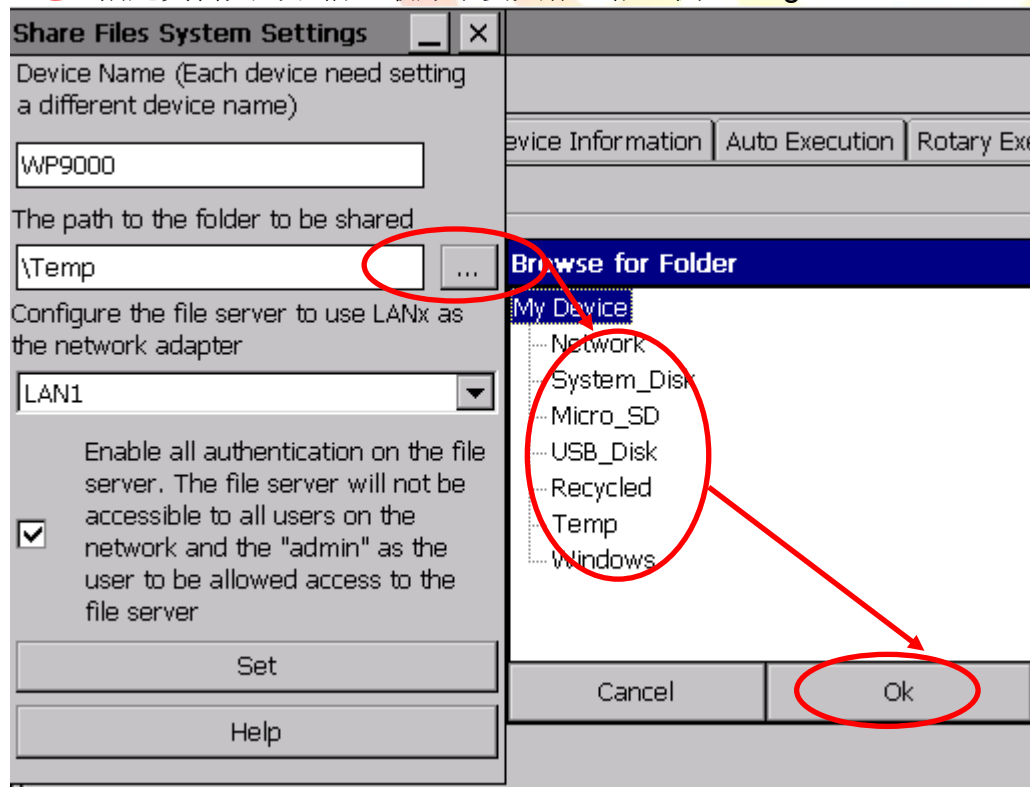 Share Files System Settings
Device Name (Each device need setting
a different device name)
WP9000
The path to the folder to be shared
\Temp
...
Configure the file server to use LANx as
the network adapter
LAN1
Enable all authentication on the file
server. The file server will not be
accessible to all users on the
network and the "admin" as the
user to be allowed access to the
file server
Set
Help
evice Information
Auto Execution
Rotary Exe
Browse for Folder
My Device
Network
System_Disk
Micro_SD
USB_Disk
Recycled
Temp
Windows
Cancel
Ok